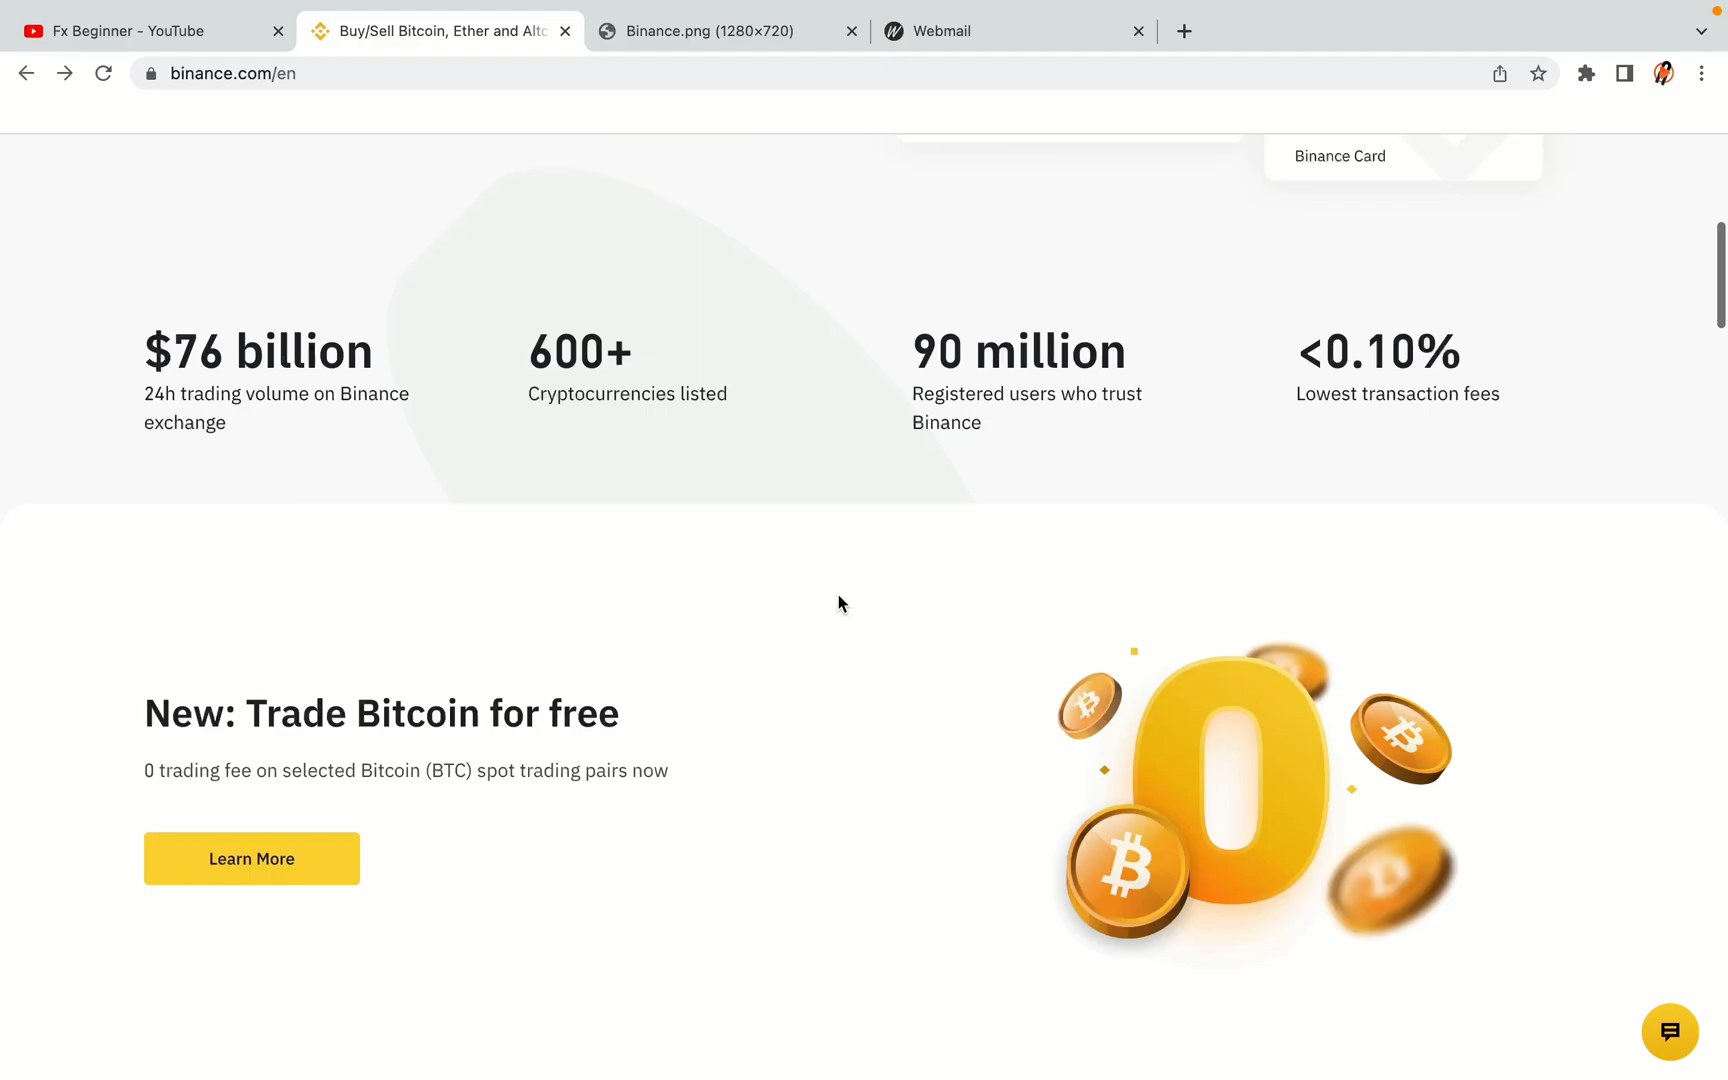 Fx Beginner - YouTube
Buy/Sell Bitcoin, Ether and Altc
Binance.png (1280×720)
Webmail
binance.com/en
Binance Card
$76 billion
24h trading volume on Binance
exchange
600+
Cryptocurrencies listed
90 million
Registered users who trust
Binance
<0.10%
Lowest transaction fees
New: Trade Bitcoin for free
0 trading fee on selected Bitcoin (BTC) spot trading pairs now
Learn More
0